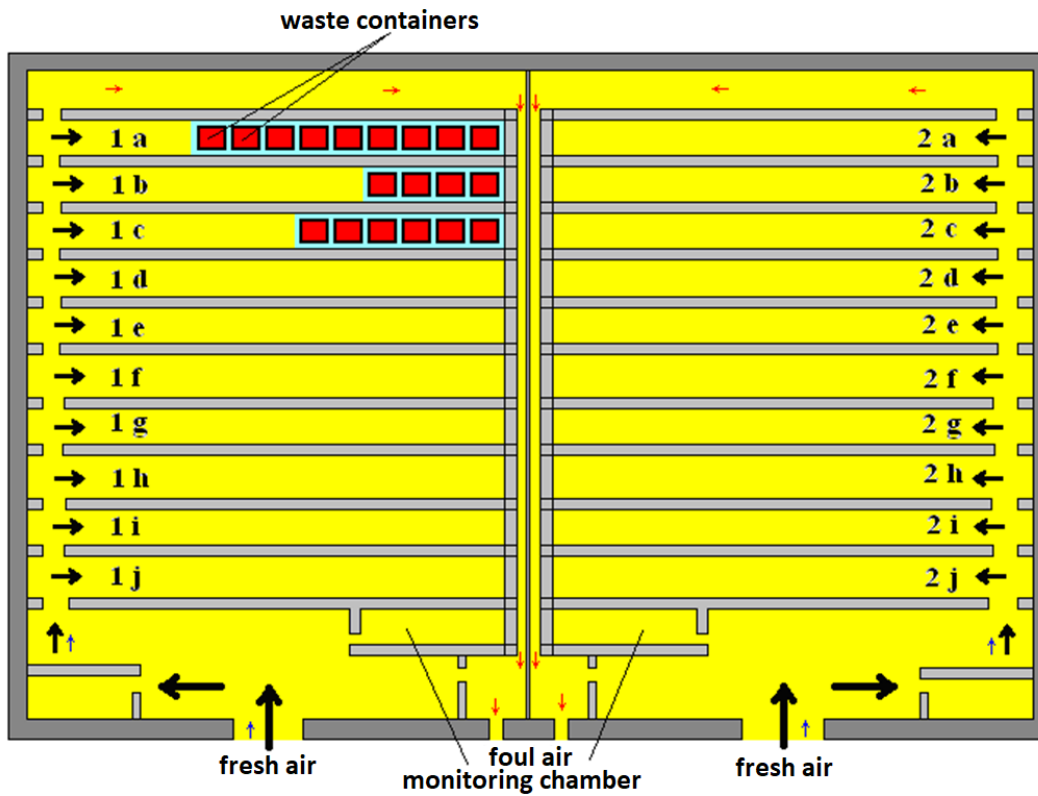 waste containers
1 a
2 a
1 b
2 b
1 c
2 c
1 d
2 d
1 e
2 e
1 f
2 f
1 g
2 g
1 h
2 h
1 i
2 i
1 j
2 j
fresh air
foul air
fresh air
monitoring chamber